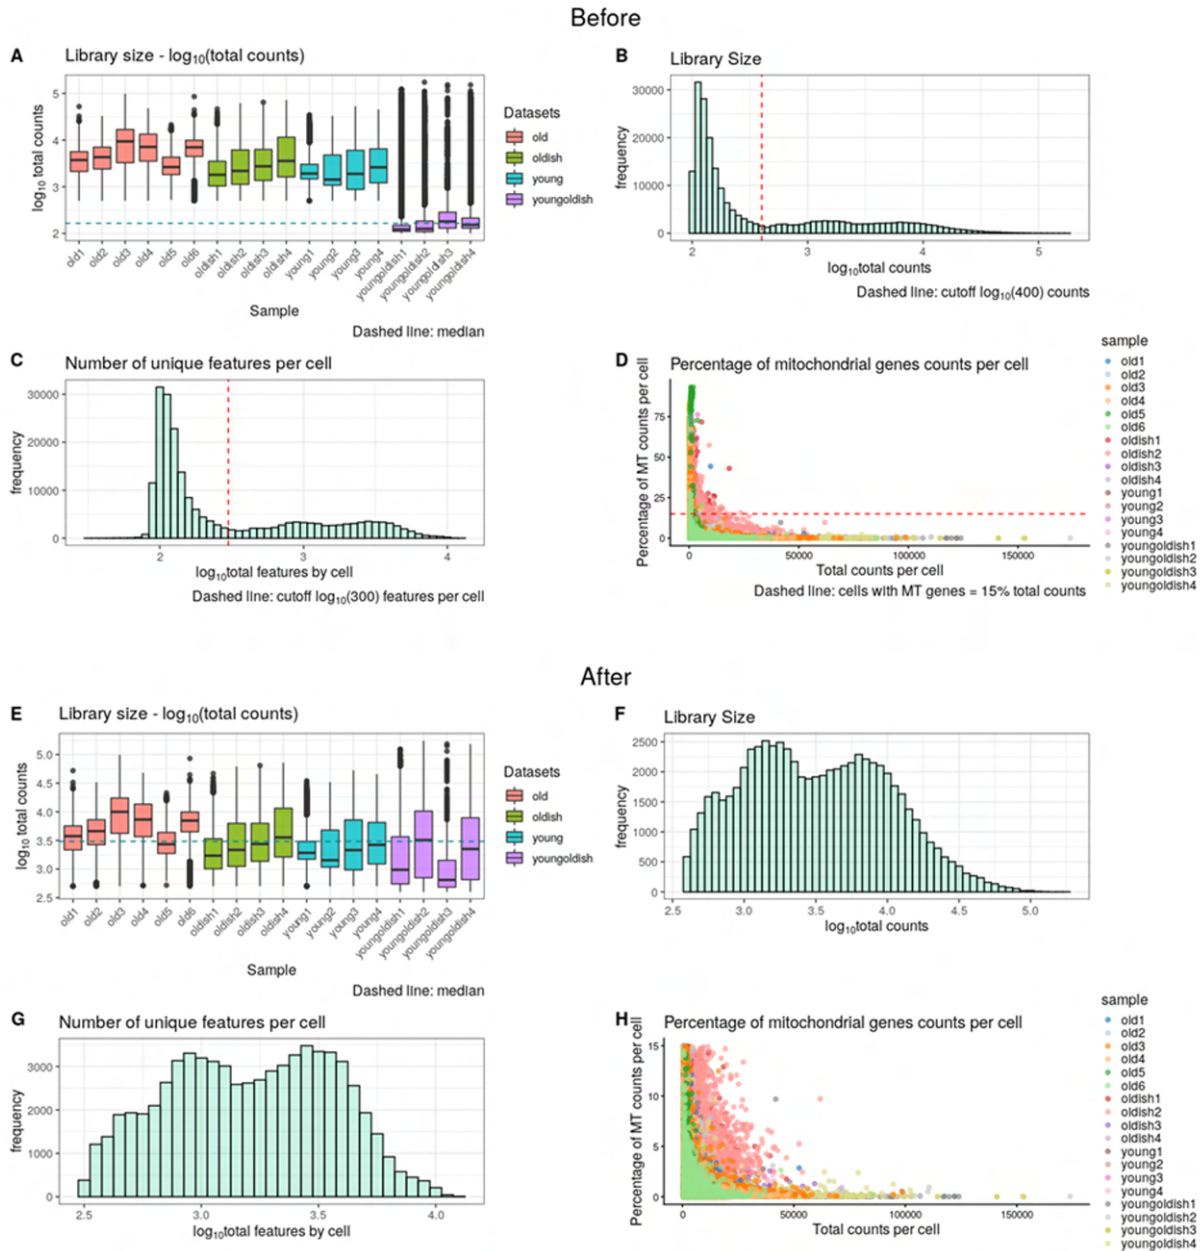 Before
A
Library size - log10(total counts)
log10 total counts
5
4
3
2
old1
old2
old3
old4
old5
old6
oldish1
oldish2
oldish3
oldish4
young1
young2
young3
young4
youngoldish1
youngoldish2
youngoldish3
youngoldish4
Sample
Dashed line: median
Datasets
old
oldish
young
youngoldish
B
Library Size
frequency
30000
20000
10000
0
2
3
4
5
log10total counts
Dashed line: cutoff log10(400) counts
C
Number of unique features per cell
frequency
30000
20000
10000
0
2
3
4
log10total features by cell
Dashed line: cutoff log10(300) features per cell
D
Percentage of mitochondrial genes counts per cell
Percentage of MT counts per cell
75
50
25
0
0
50000
100000
150000
Total counts per cell
Dashed line: cells with MT genes = 15% total counts
sample
old1
old2
old3
old4
old5
old6
oldish1
oldish2
oldish3
oldish4
young1
young2
young3
young4
youngoldish1
youngoldish2
youngoldish3
youngoldish4
After
E
Library size - log10(total counts)
log10 total counts
5.0
4.5
4.0
3.5
3.0
2.5
old1
old2
old3
old4
old5
old6
oldish1
oldish2
oldish3
oldish4
young1
young2
young3
young4
youngoldish1
youngoldish2
youngoldish3
youngoldish4
Sample
Dashed line: median
Datasets
old
oldish
young
youngoldish
F
Library Size
frequency
2500
2000
1500
1000
500
0
2.5
3.0
3.5
4.0
4.5
5.0
log10total counts
G
Number of unique features per cell
frequency
3000
2000
1000
0
2.5
3.0
3.5
4.0
log10total features by cell
H
Percentage of mitochondrial genes counts per cell
Percentage of MT counts per cell
15
10
5
0
0
50000
100000
150000
Total counts per cell
sample
old1
old2
old3
old4
old5
old6
oldish1
oldish2
oldish3
oldish4
young1
young2
young3
young4
youngoldish1
youngoldish2
youngoldish3
youngoldish4